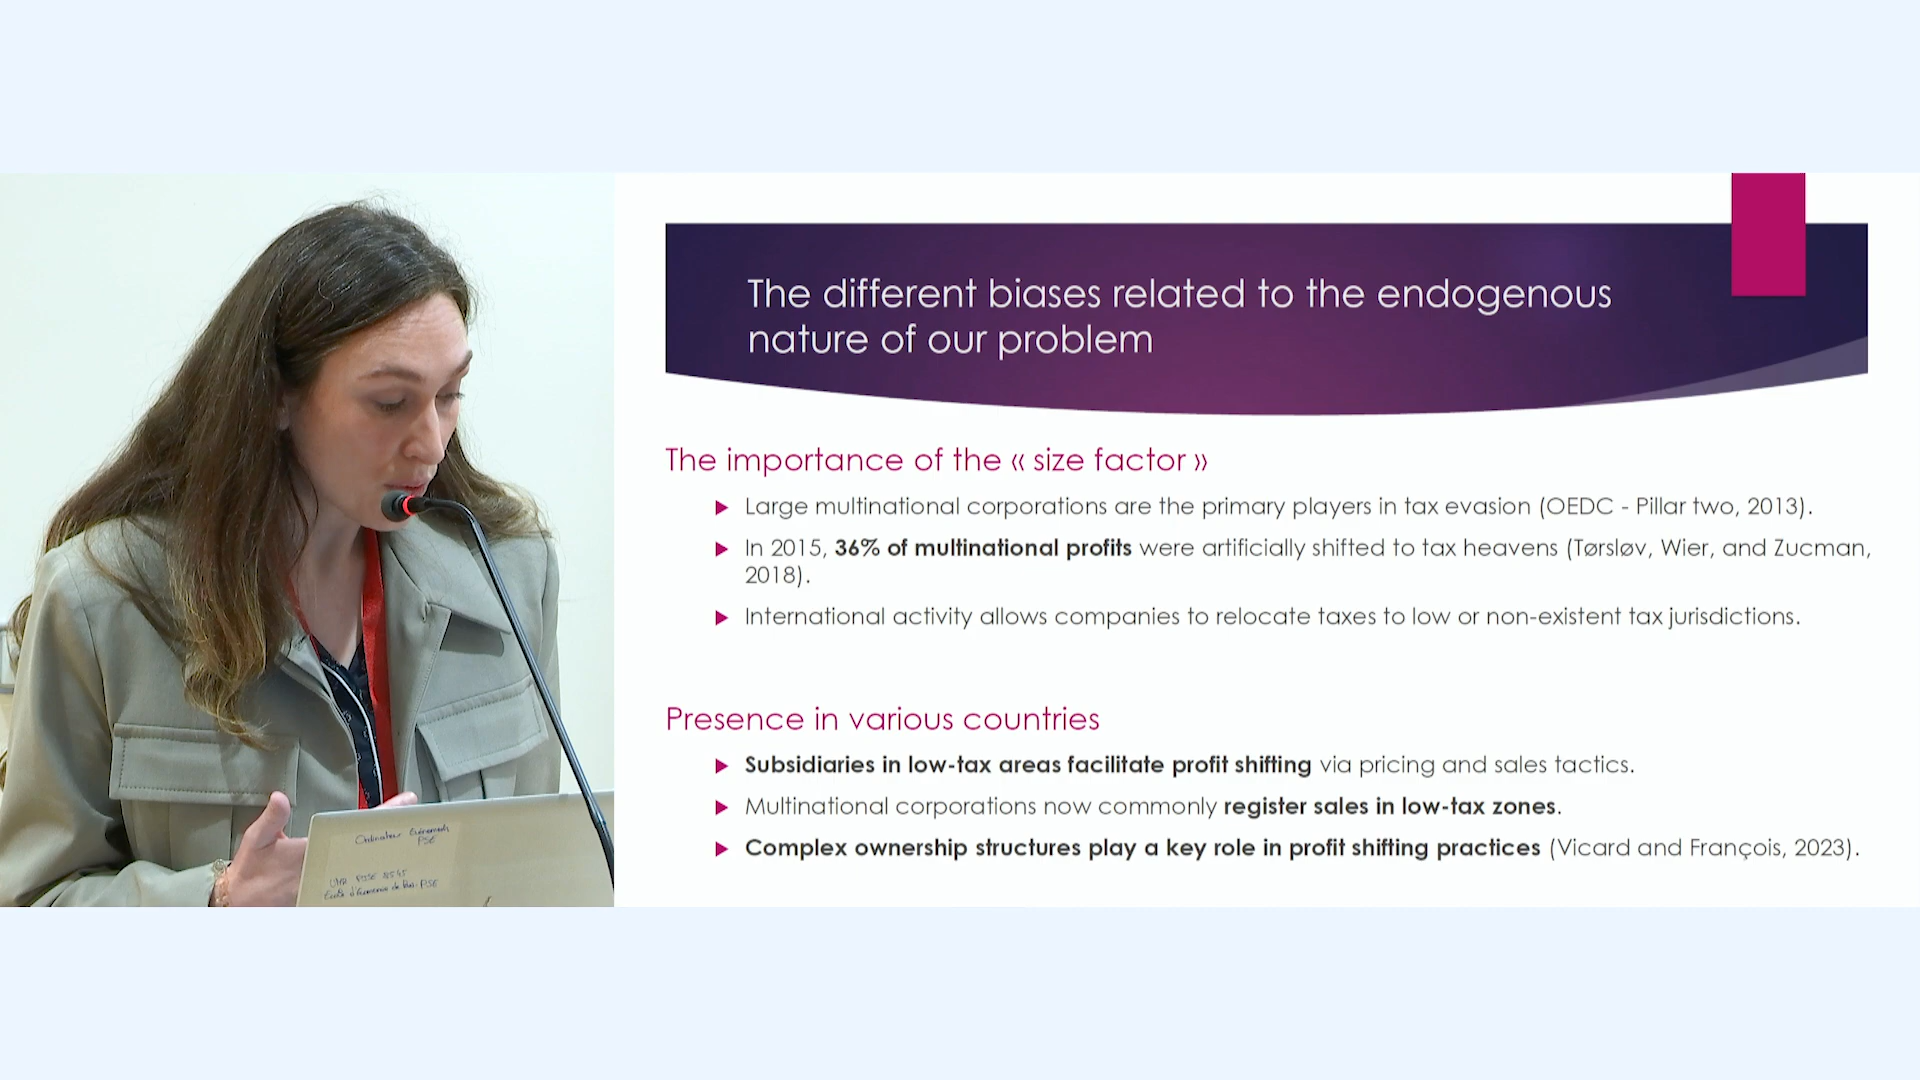 The different biases related to the endogenous
nature of our problem
The importance of the « size factor »
Large multinational corporations are the primary players in tax evasion (OEDC - Pillar two, 2013).
In 2015, 36% of multinational profits were artificially shifted to tax heavens (Tørsløv, Wier, and Zucman,
2018).
International activity allows companies to relocate taxes to low or non-existent tax jurisdictions.
Presence in various countries
Subsidiaries in low-tax areas facilitate profit shifting via pricing and sales tactics.
Multinational corporations now commonly register sales in low-tax zones.
Complex ownership structures play a key role in profit shifting practices (Vicard and François, 2023).
PSE
UMR PJSE 8545